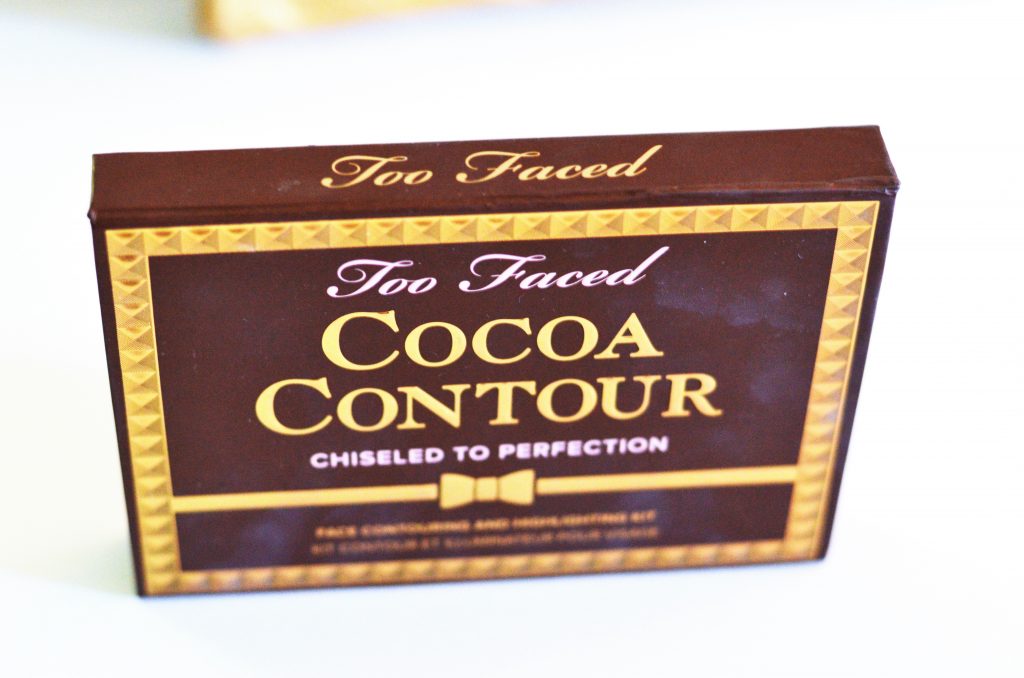 Too Faced
Too Faced
COCOA
CONTOUR
CHISELED TO PERFECTION
FACE CONTOURING AND HIGHLIGHTING KIT
KIT CONTOUR ET ILLUMINATEUR POUR VISAGE